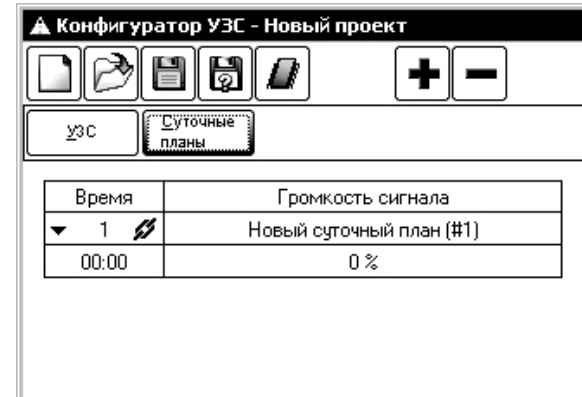 Конфигуратор УЗС - Новый проект
УЗС
Суточные
планы
Время Громкость сигнала
1 Новый суточный план (#1)
00:00 0 %